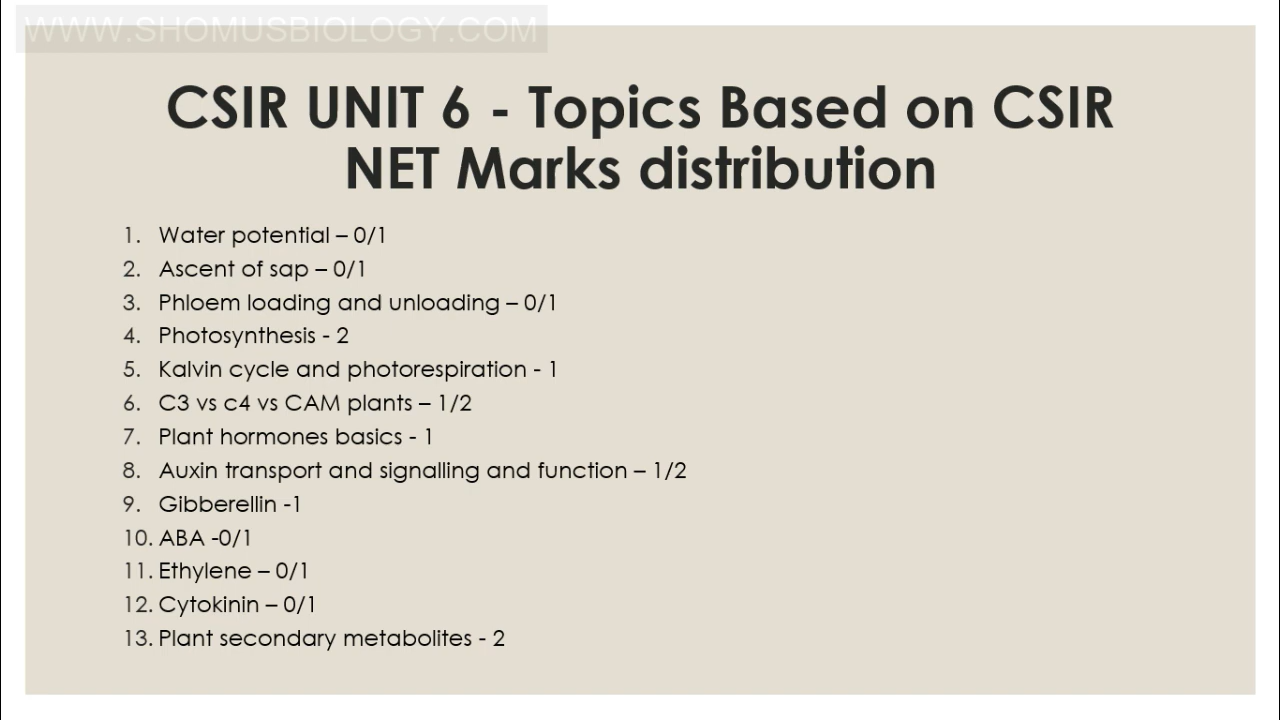 WWW.SHOMUSBIOLOGY.COM
CSIR UNIT 6 - Topics Based on CSIR
NET Marks distribution
1. Water potential – 0/1
2. Ascent of sap – 0/1
3. Phloem loading and unloading – 0/1
4. Photosynthesis - 2
5. Kalvin cycle and photorespiration - 1
6. C3 vs c4 vs CAM plants – 1/2
7. Plant hormones basics - 1
8. Auxin transport and signalling and function – 1/2
9. Gibberellin -1
10. ABA -0/1
11. Ethylene – 0/1
12. Cytokinin – 0/1
13. Plant secondary metabolites - 2